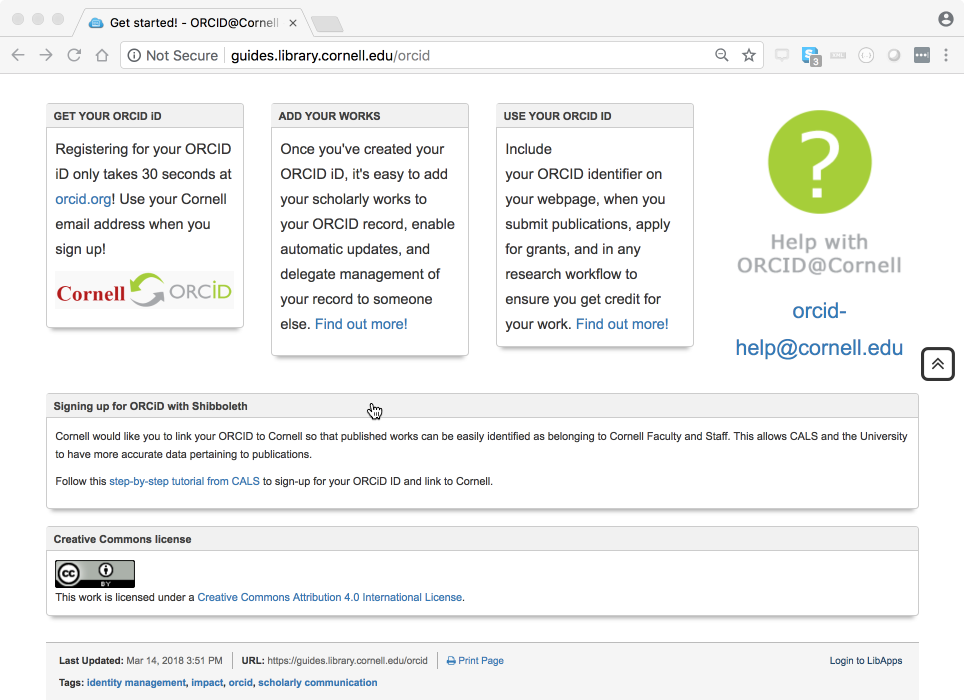 Get started! - ORCID@Cornell
Not Secure guides.library.cornell.edu/orcid
3
GET YOUR ORCID iD
Registering for your ORCID
iD only takes 30 seconds at
orcid.org! Use your Cornell
email address when you
sign up!
Cornell ORCID
ADD YOUR WORKS
Once you've created your
ORCID iD, it's easy to add
your scholarly works to
your ORCID record, enable
automatic updates, and
delegate management of
your record to someone
else. Find out more!
USE YOUR ORCID ID
Include
your ORCID identifier on
your webpage, when you
submit publications, apply
for grants, and in any
research workflow to
ensure you get credit for
your work. Find out more!
?
Help with
ORCID@Cornell
orcid-
help@cornell.edu
Signing up for ORCiD with Shibboleth
Cornell would like you to link your ORCID to Cornell so that published works can be easily identified as belonging to Cornell Faculty and Staff. This allows CALS and the University
to have more accurate data pertaining to publications.
Follow this step-by-step tutorial from CALS to sign-up for your ORCiD ID and link to Cornell.
Creative Commons license
cc BY
This work is licensed under a Creative Commons Attribution 4.0 International License.
Last Updated: Mar 14, 2018 3:51 PM URL: https://guides.library.cornell.edu/orcid Print Page Login to LibApps
Tags: identity management, impact, orcid, scholarly communication